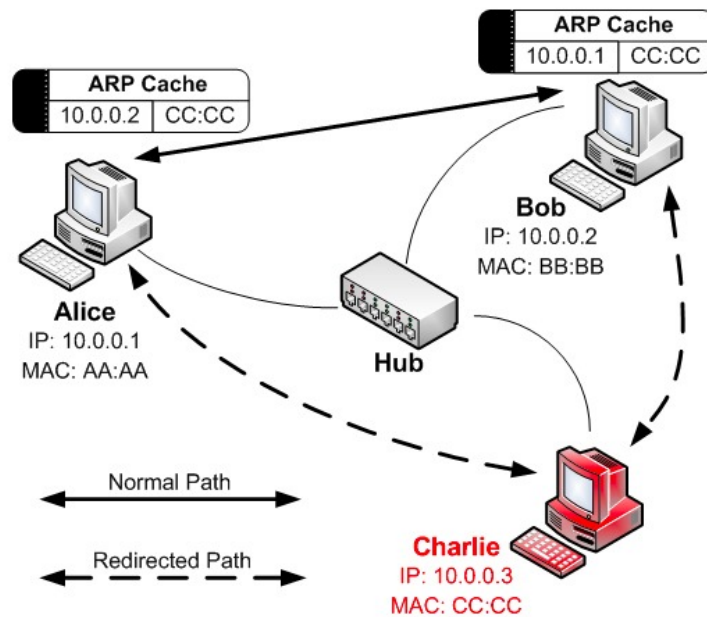 ARP Cache
10.0.0.1 CC:CC
ARP Cache
10.0.0.2 CC:CC
Bob
IP: 10.0.0.2
MAC: BB:BB
Alice
IP: 10.0.0.1
MAC: AA:AA
Hub
Normal Path
Redirected Path
Charlie
IP: 10.0.0.3
MAC: CC:CC